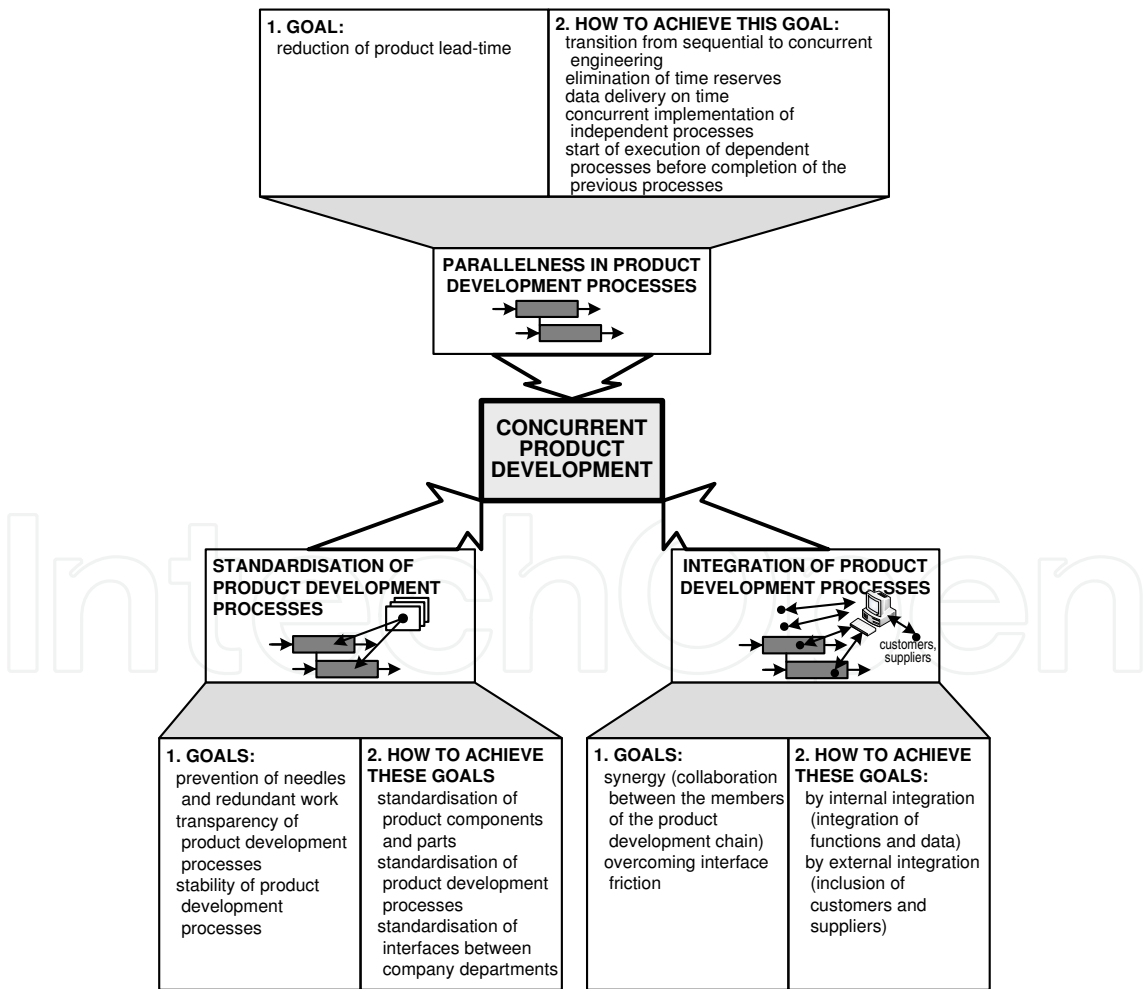 1. GOAL:
reduction of product lead-time
2. HOW TO ACHIEVE THIS GOAL:
transition from sequential to concurrent
engineering
elimination of time reserves
data delivery on time
concurrent implementation of
independent processes
start of execution of dependent
processes before completion of the
previous processes
PARALLELNESS IN PRODUCT
DEVELOPMENT PROCESSES
CONCURRENT
PRODUCT
DEVELOPMENT
STANDARDISATION OF
PRODUCT DEVELOPMENT
PROCESSES
INTEGRATION OF PRODUCT
DEVELOPMENT PROCESSES
customers,
suppliers
1. GOALS:
prevention of needles
and redundant work
transparency of
product development
processes
stability of product
development
processes
2. HOW TO ACHIEVE
THESE GOALS
standardisation of
product components
and parts
standardisation of
product development
processes
standardisation of
interfaces between
company departments
1. GOALS:
synergy (collaboration
between the members
of the product
development chain)
overcoming interface
friction
2. HOW TO ACHIEVE
THESE GOALS:
by internal integration
(integration of
functions and data)
by external integration
(inclusion of
customers and
suppliers)
IntechOpen